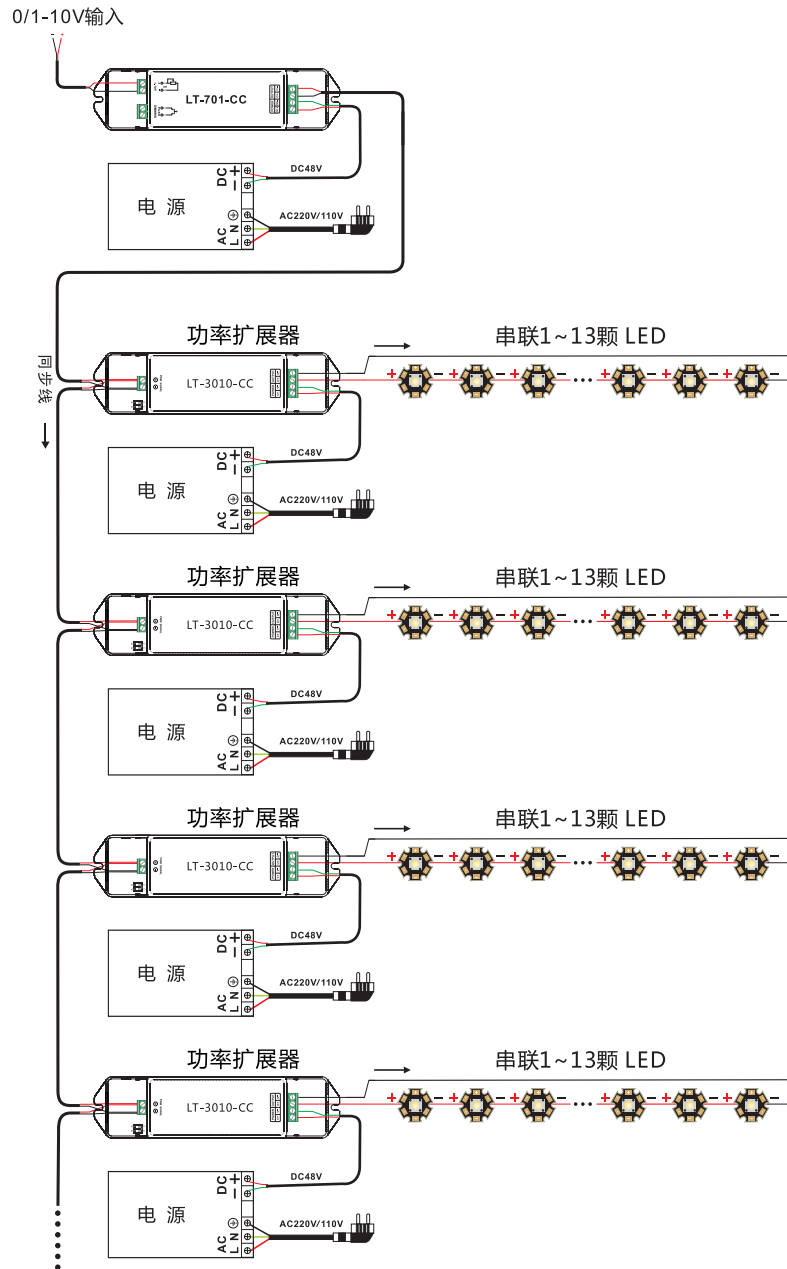 0/1-10V输入
LT-701-CC
DC48V
DC + −
电 源
AC220V/110V
AC L N
功率扩展器
串联1~13颗 LED
同步线
LT-3010-CC
+ − + − + − + − + − + −
DC48V
DC + −
电 源
AC220V/110V
AC L N
功率扩展器
串联1~13颗 LED
LT-3010-CC
+ − + − + − + − + − + −
DC48V
DC + −
电 源
AC220V/110V
AC L N
功率扩展器
串联1~13颗 LED
LT-3010-CC
+ − + − + − + − + − + −
DC48V
DC + −
电 源
AC220V/110V
AC L N
功率扩展器
串联1~13颗 LED
LT-3010-CC
+ − + − + − + − + − + −
DC48V
DC + −
电 源
AC220V/110V
AC L N